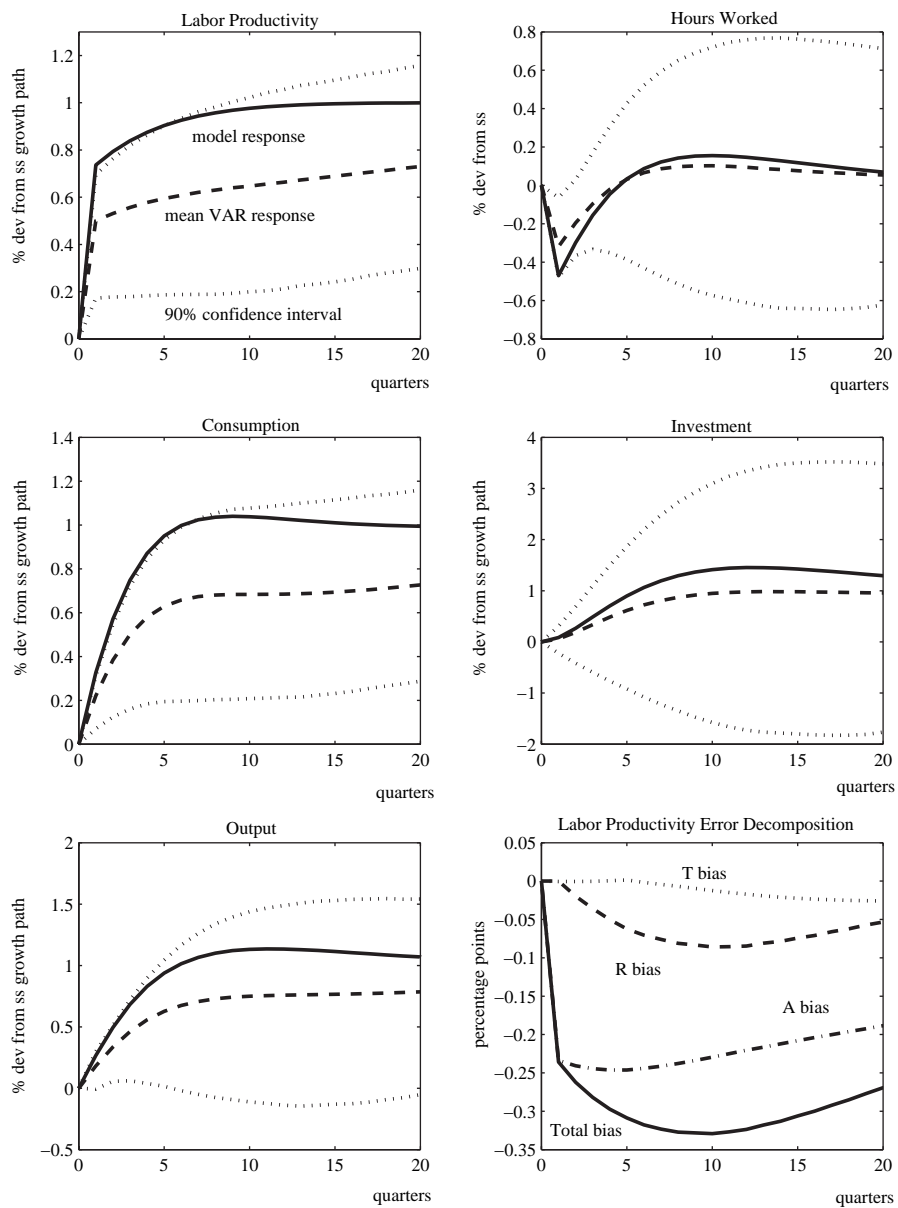 Labor Productivity
% dev from ss growth path
1.2
1
0.8
0.6
0.4
0.2
0
model response
mean VAR response
90% confidence interval
0 5 10 15 20
quarters
Hours Worked
% dev from ss
0.8
0.6
0.4
0.2
0
−0.2
−0.4
−0.6
−0.8
0 5 10 15 20
quarters
Consumption
% dev from ss growth path
1.4
1.2
1
0.8
0.6
0.4
0.2
0
0 5 10 15 20
quarters
Investment
% dev from ss growth path
4
3
2
1
0
−1
−2
0 5 10 15 20
quarters
Output
% dev from ss growth path
2
1.5
1
0.5
0
−0.5
0 5 10 15 20
quarters
Labor Productivity Error Decomposition
percentage points
0.05
0
−0.05
−0.1
−0.15
−0.2
−0.25
−0.3
−0.35
T bias
R bias
A bias
Total bias
0 5 10 15 20
quarters